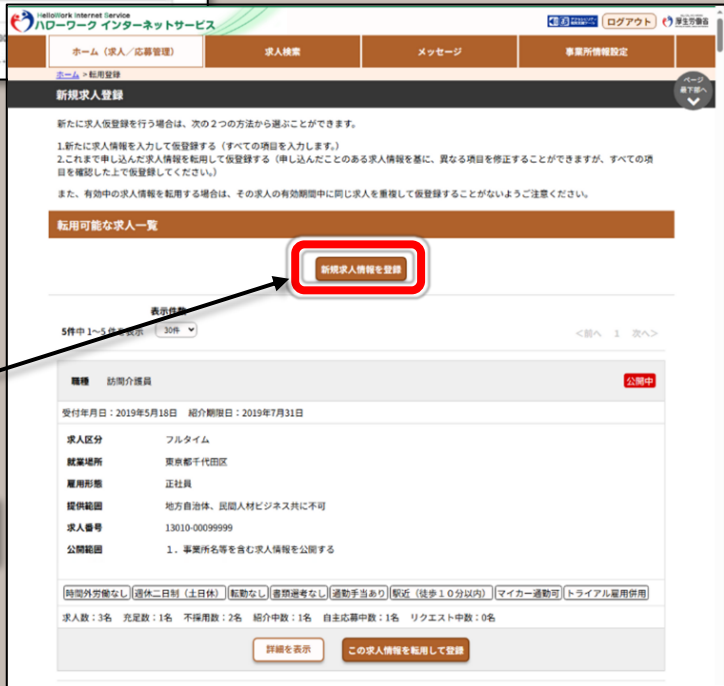 HelloWork Internet Service
ハローワーク インターネットサービス
ログアウト
厚生労働省
ホーム（求人／応募管理）
求人検索
メッセージ
事業所情報設定
ホーム > 転用登録
ページ
最下部へ
新規求人登録
新たに求人仮登録を行う場合は、次の２つの方法から選ぶことができます。
1.新たに求人情報を入力して仮登録する（すべての項目を入力します。）
2.これまで申し込んだ求人情報を転用して仮登録する（申し込んだことのある求人情報を基に、異なる項目を修正することができますが、すべての項
目を確認した上で仮登録してください。）
また、有効中の求人情報を転用する場合は、その求人の有効期間中に同じ求人を重複して仮登録することがないようご注意ください。
転用可能な求人一覧
新規求人情報を登録
表示件数
5件中 1～5 件を表示 30件
<前へ 1 次へ>
職種 訪問介護員
公開中
受付年月日：2019年5月18日 紹介期限日：2019年7月31日
求人区分 フルタイム
就業場所 東京都千代田区
雇用形態 正社員
提供範囲 地方自治体、民間人材ビジネス共に不可
求人番号 13010-00099999
公開範囲 １．事業所名等を含む求人情報を公開する
時間外労働なし 週休二日制（土日休） 転勤なし 書類選考なし 通勤手当あり 駅近（徒歩１０分以内） マイカー通勤可 トライアル雇用併用
求人数：3名 充足数：1名 不採用数：2名 紹介中数：1名 自主応募中数：1名 リクエスト中数：0名
詳細を表示
この求人情報を転用して登録